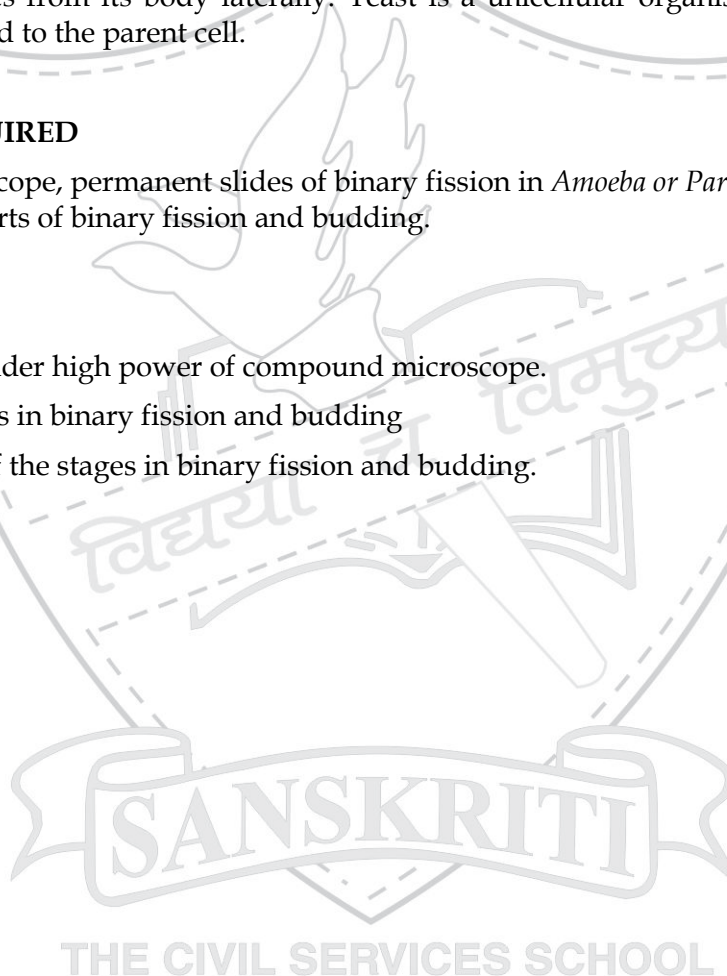 from its body laterally. Yeast is a unicellular
d to the parent cell.
UIRED
cope, permanent slides of binary fission in Amoeba or Par
rts of binary fission and budding.
der high power of compound microscope.
s in binary fission and budding
f the stages in binary fission and budding.
विद्यया च विमुच्य
SANSKRITI
THE CIVIL SERVICES SCHOOL